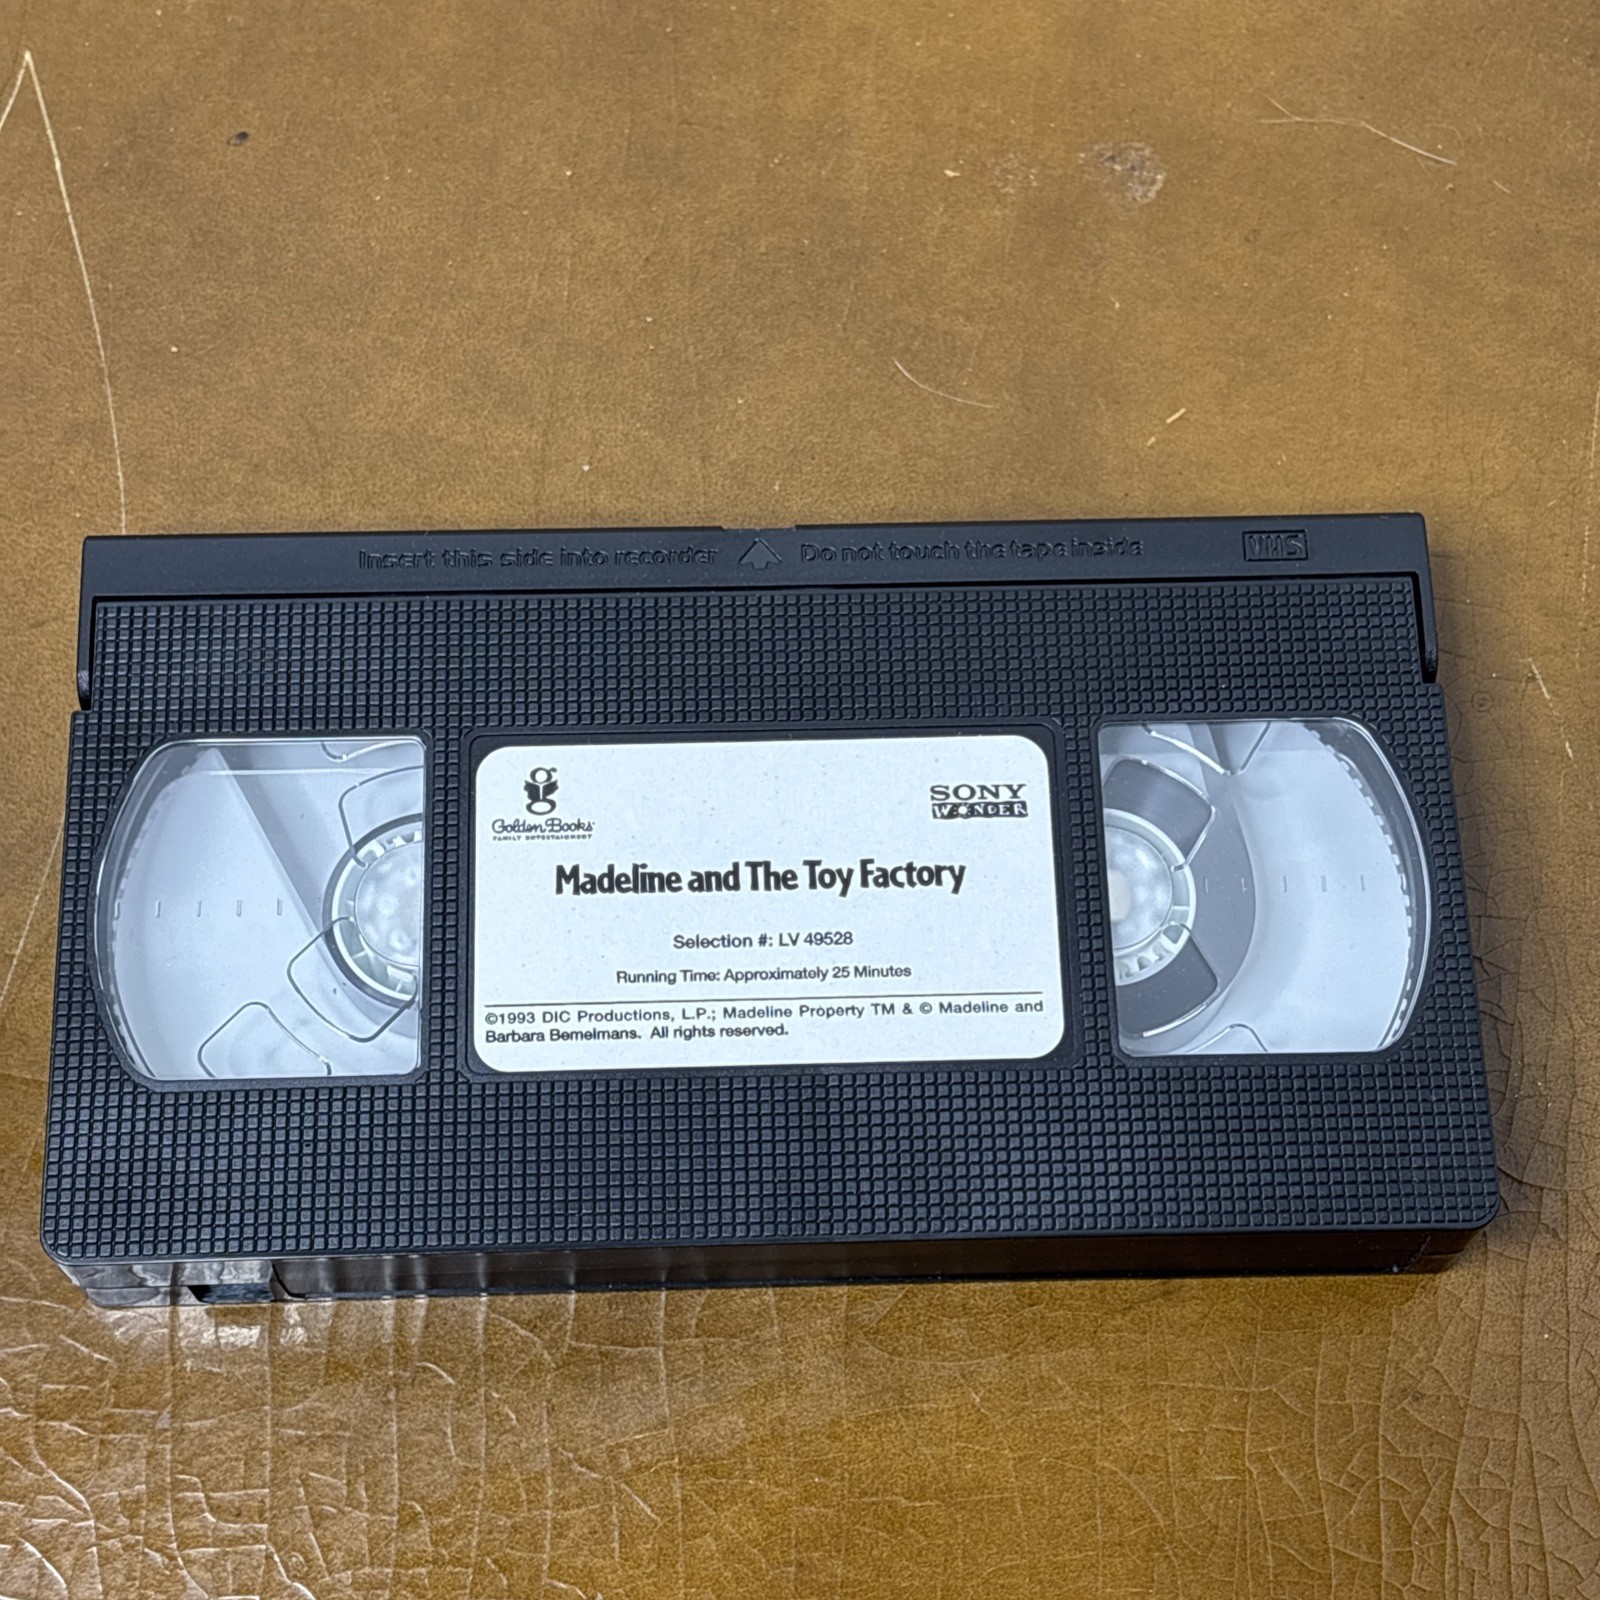 Insert this side into recorder Do not touch the tape inside VHS
Golden Books
FAMILY ENTERTAINMENT
SONY
WONDER
Madeline and The Toy Factory
Selection #: LV 49528
Running Time: Approximately 25 Minutes
©1993 DIC Productions, L.P.; Madeline Property TM & © Madeline and
Barbara Bemelmans. All rights reserved.